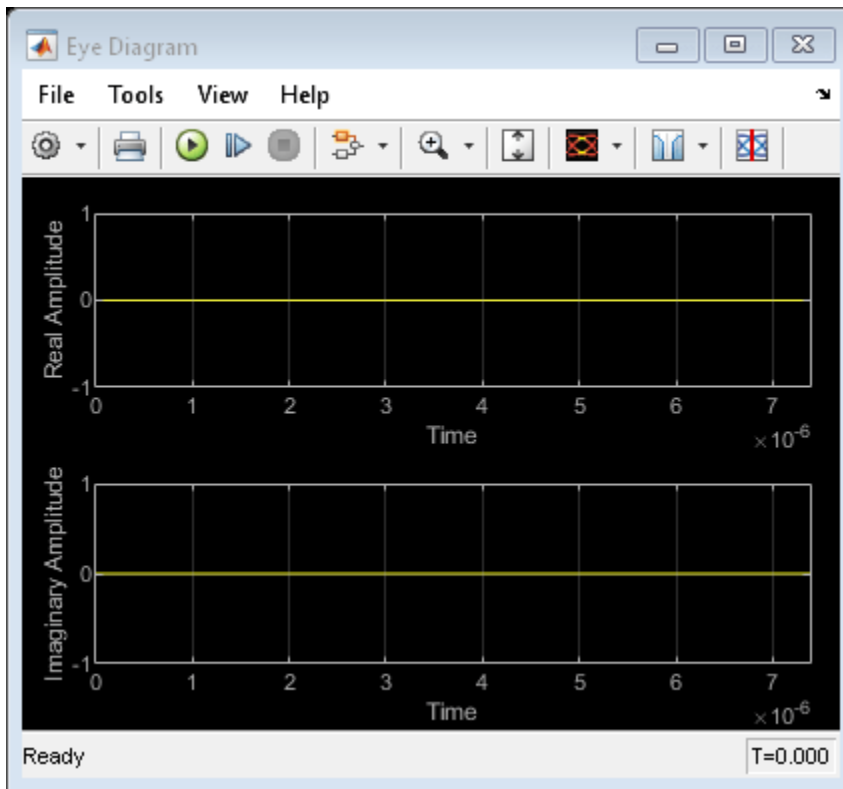 Eye Diagram
File Tools View Help
Real Amplitude
1
0
-1
0 1 2 3 4 5 6 7
Time
×10-6
Imaginary Amplitude
1
0
-1
0 1 2 3 4 5 6 7
Time
×10-6
Ready T=0.000